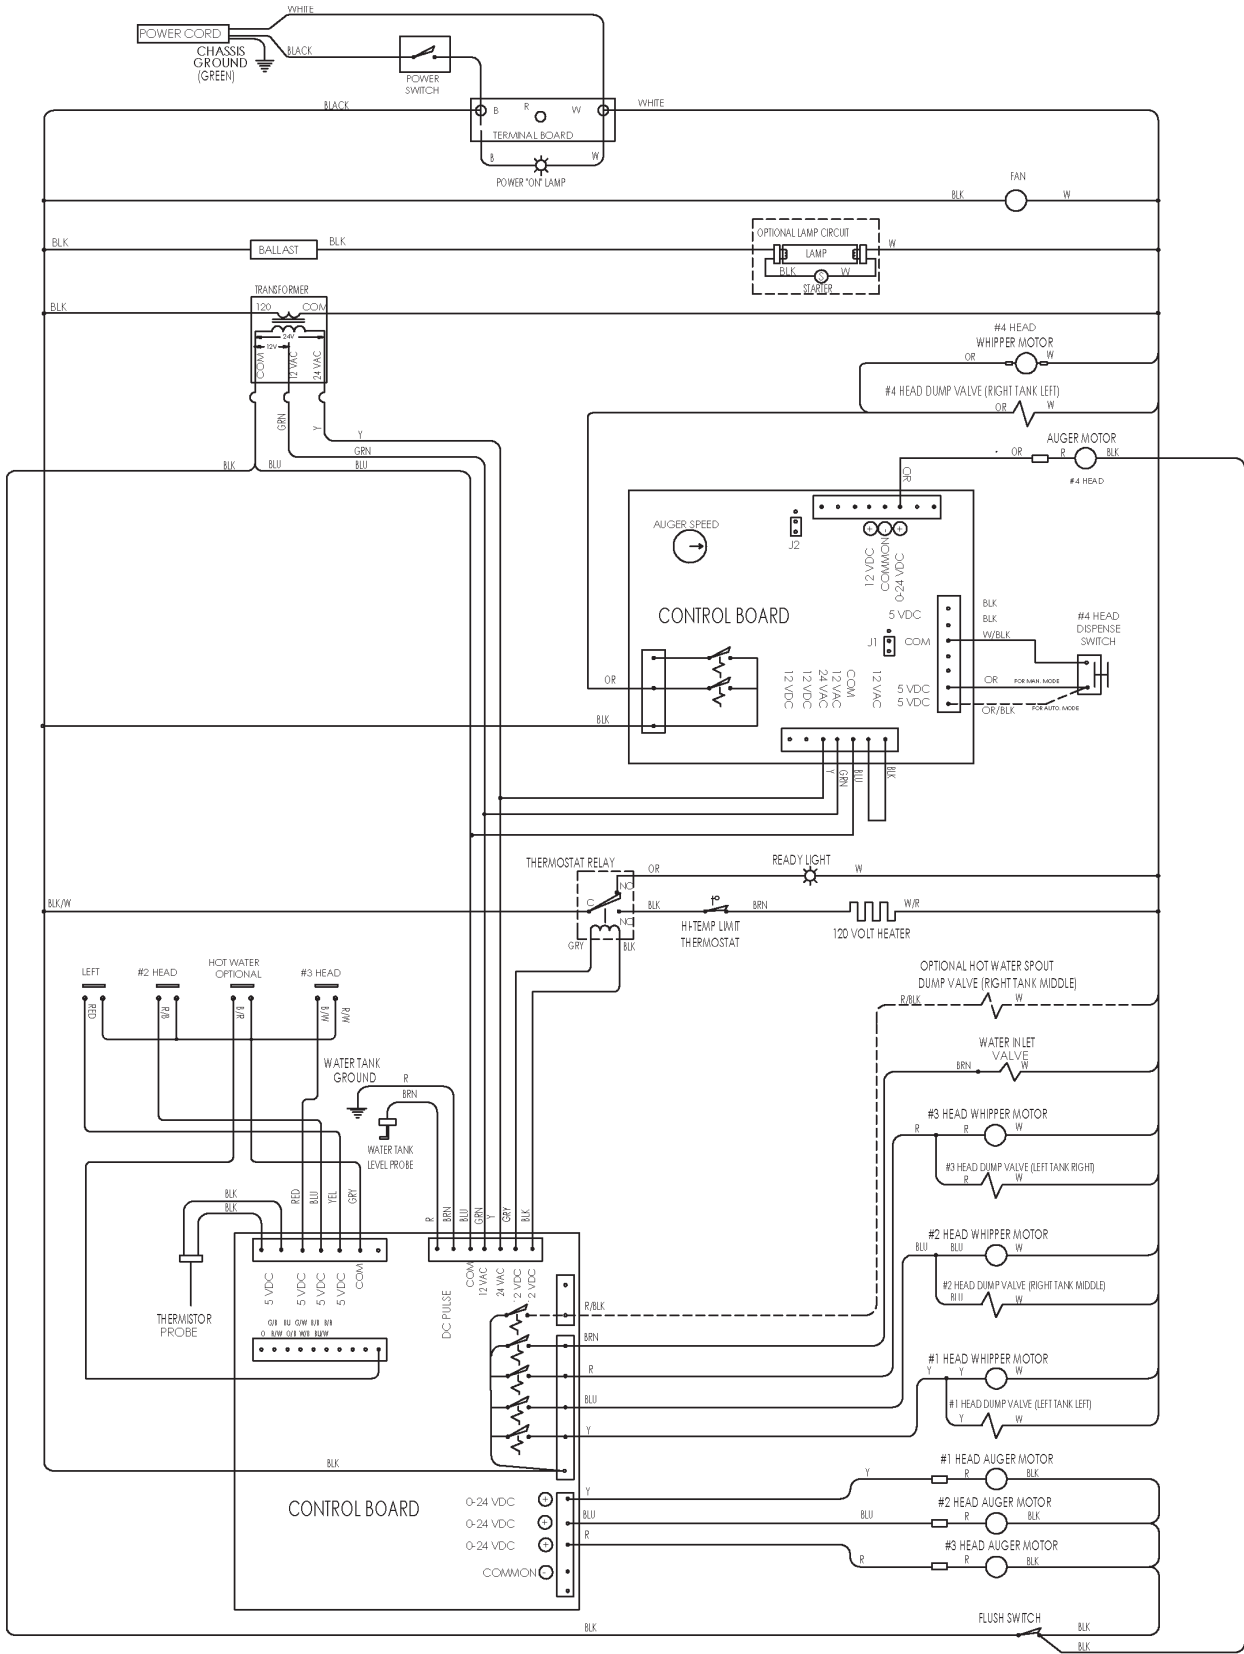 WHITE
POWER CORD
CHASSIS
GROUND
(GREEN)
BLACK
POWER
SWITCH
BLACK
B
R
W
WHITE
TERMINAL BOARD
B
W
POWER "ON" LAMP
FAN
BLK
W
OPTIONAL LAMP CIRCUIT
BLK
BALLAST
BLK
LAMP
W
BLK
S
W
STARTER
TRANSFORMER
BLK
120
COM
24V
12V
COM
12 VAC
24 VAC
#4 HEAD
WHIPPER MOTOR
OR
W
#4 HEAD DUMP VALVE (RIGHT TANK LEFT)
OR
W
GRN
Y
Y
GRN
BLK
BLU
BLU
AUGER MOTOR
OR
R
BLK
#4 HEAD
OR
AUGER SPEED
J2
12 VDC
COMMON
0-24 VDC
CONTROL BOARD
5 VDC
J1
COM
BLK
BLK
W/BLK
#4 HEAD
DISPENSE
SWITCH
12 VDC
12 VDC
24 VAC
12 VAC
COM
12 VAC
5 VDC
5 VDC
OR
FOR MAN. MODE
OR/BLK
FOR AUTO. MODE
OR
BLK
Y
GRN
BLU
BLK
THERMOSTAT RELAY
READY LIGHT
OR
W
NC
BLK/W
C
BLK
BRN
W/R
NO
HI-TEMP LIMIT
THERMOSTAT
120 VOLT HEATER
GRY
BLK
LEFT
#2 HEAD
HOT WATER
OPTIONAL
#3 HEAD
RED
R/B
B/R
B/W
R/W
OPTIONAL HOT WATER SPOUT
DUMP VALVE (RIGHT TANK MIDDLE)
R/BLK
W
WATER INLET
VALVE
BRN
W
WATER TANK
GROUND
R
BRN
WATER TANK
LEVEL PROBE
#3 HEAD WHIPPER MOTOR
R
R
W
#3 HEAD DUMP VALVE (LEFT TANK RIGHT)
R
W
BLK
BLK
RED
BLU
YEL
GRY
R
BRN
BLU
GRN
Y
GRY
BLK
#2 HEAD WHIPPER MOTOR
BLU
BLU
W
#2 HEAD DUMP VALVE (RIGHT TANK MIDDLE)
BLU
W
5 VDC
5 VDC
5 VDC
5 VDC
COM
DC PULSE
COM
12 VAC
24 VAC
THERMISTOR
PROBE
R/BLK
BRN
R
BLU
Y
#1 HEAD WHIPPER MOTOR
Y
Y
W
#1 HEAD DUMP VALVE (LEFT TANK LEFT)
Y
W
BLK
CONTROL BOARD
0-24 VDC
0-24 VDC
0-24 VDC
COMMON
Y
BLU
R
#1 HEAD AUGER MOTOR
Y
R
BLK
#2 HEAD AUGER MOTOR
BLU
R
BLK
#3 HEAD AUGER MOTOR
R
R
BLK
FLUSH SWITCH
BLK
BLK
BLK